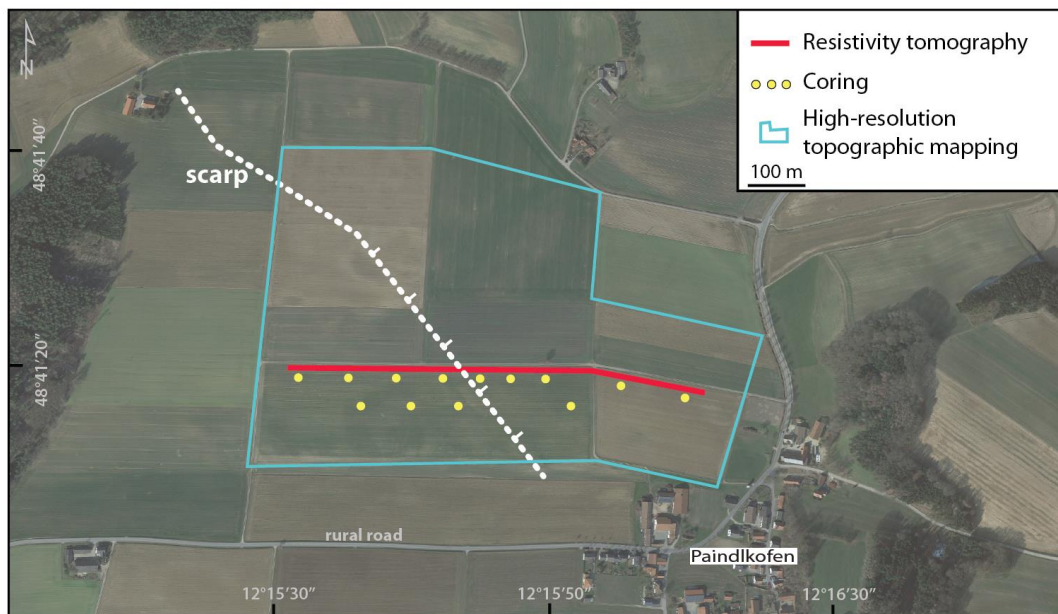 N
Resistivity tomography
Coring
High-resolution
topographic mapping
100 m
48°41'40"
scarp
48°41'20"
rural road
Paindlkofen
12°15'30"
12°15'50"
12°16'30"